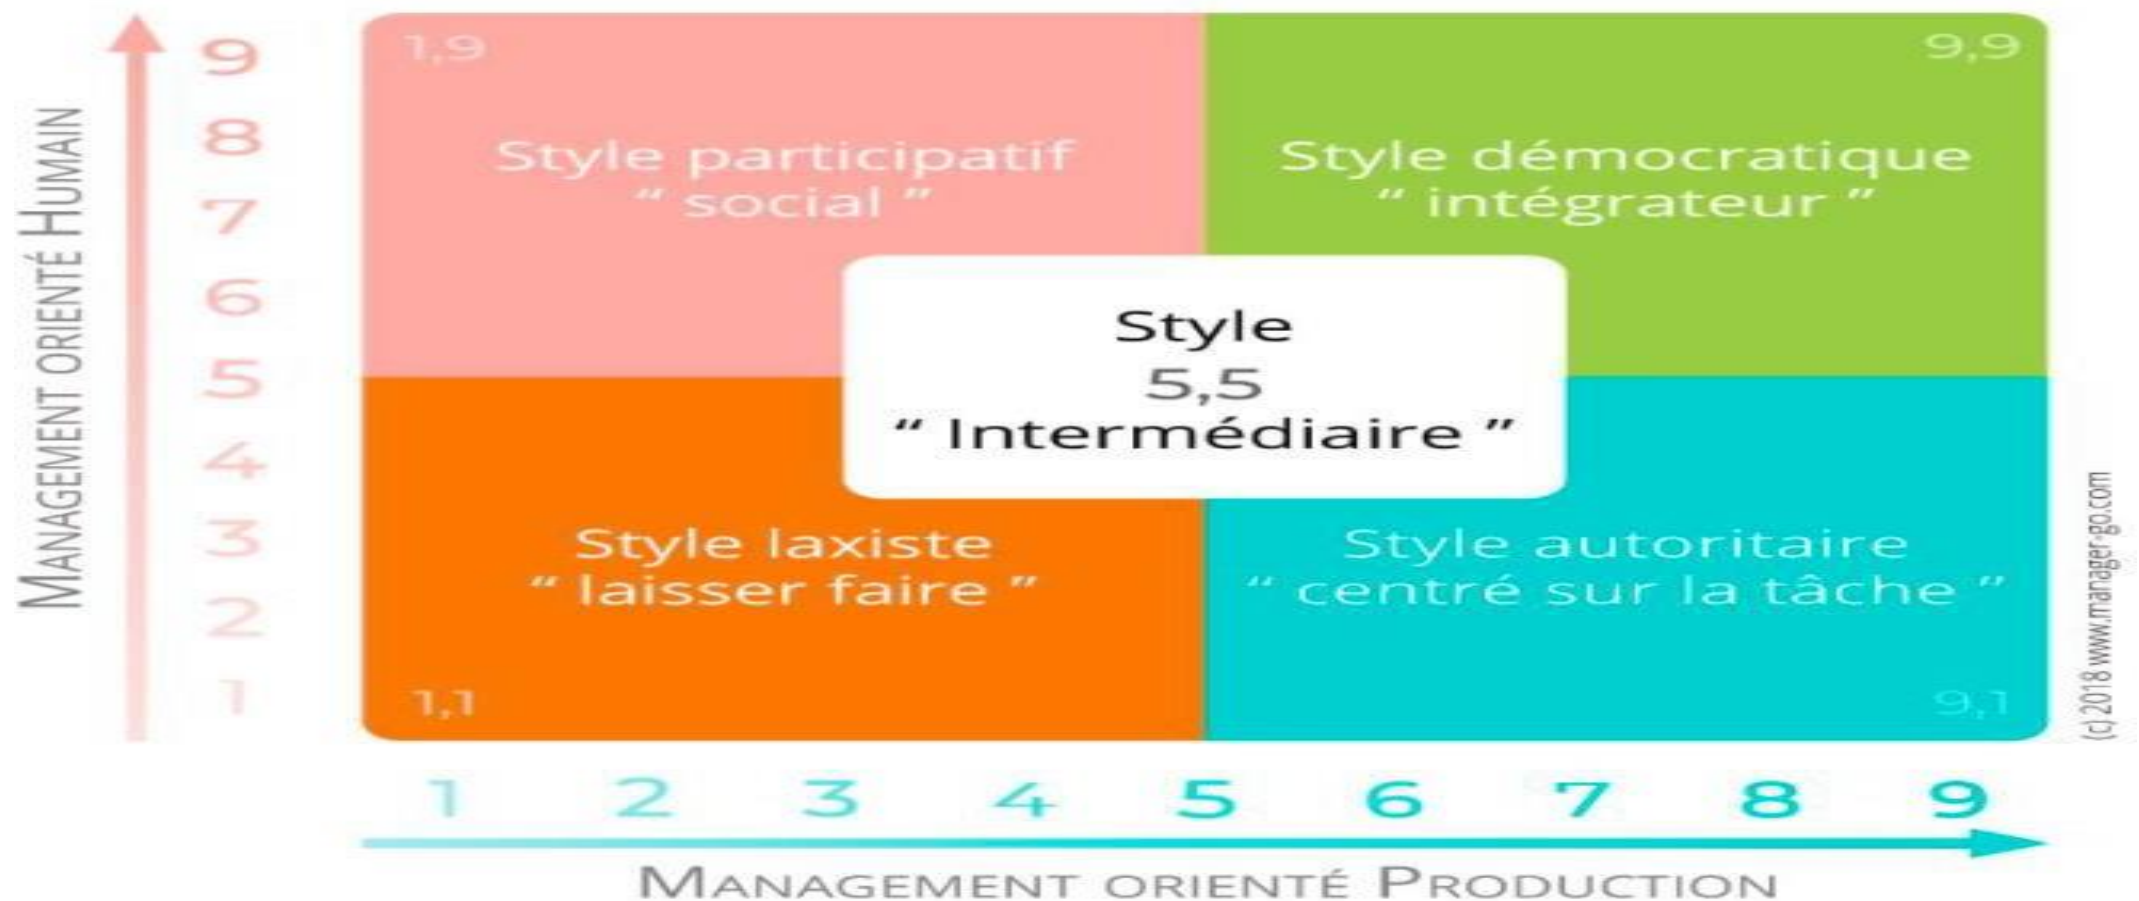 MANAGEMENT ORIENTÉ HUMAIN
9
8
7
6
5
4
3
2
1
1,9
Style participatif
“ social ”
9,9
Style démocratique
“ intégrateur ”
Style
5,5
“ Intermédiaire ”
Style laxiste
“ laisser faire ”
1,1
Style autoritaire
“ centré sur la tâche ”
9,1
1 2 3 4 5 6 7 8 9
MANAGEMENT ORIENTÉ PRODUCTION
(c) 2018 www.manager-go.com